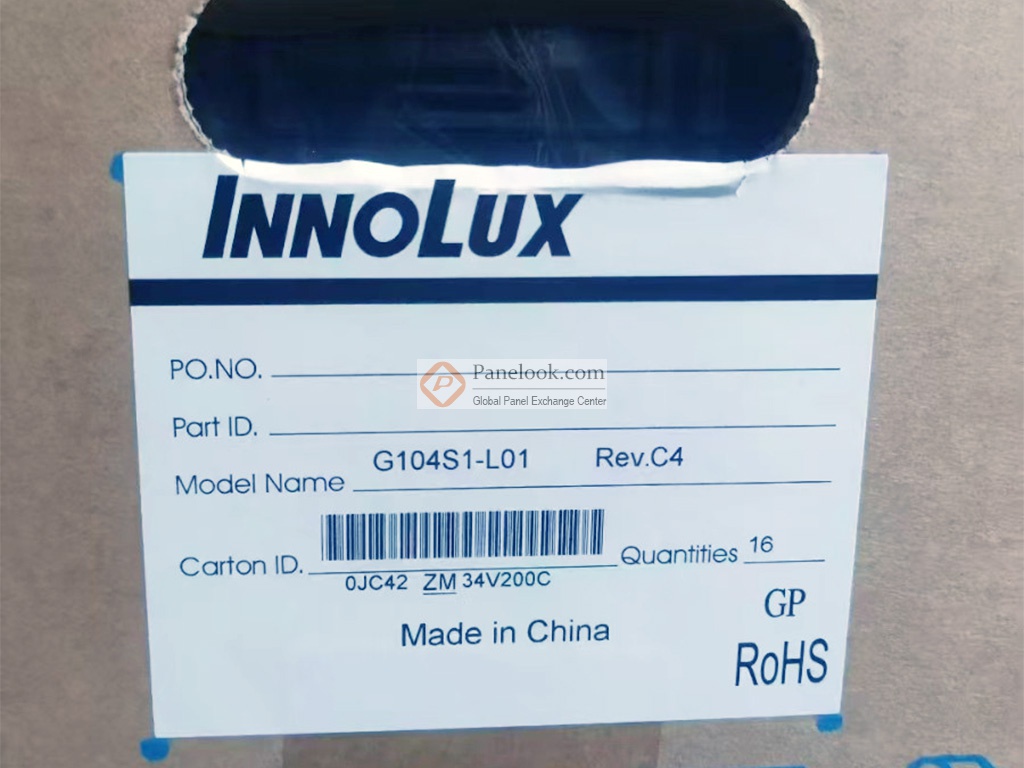 INNOLUX
PO.NO.
Panelook.com
Global Panel Exchange Center
Part ID.
G104S1-L01 Rev.C4
Model Name
Carton ID.
Quantities 16
0JC42 ZM 34V200C
Made in China
GP
RoHS